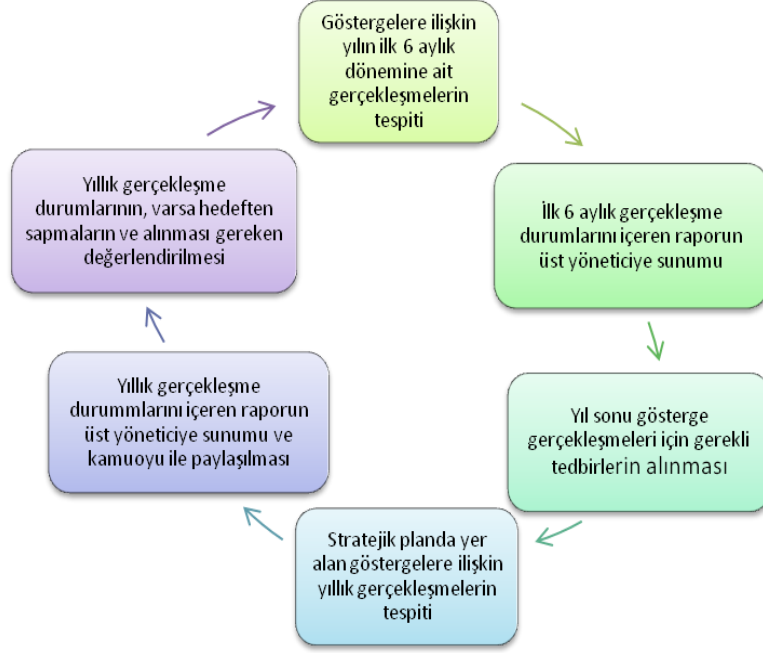 Göstergelere ilişkin
yılın ilk 6 aylık
dönemine ait
gerçekleşmelerin
tespiti
İlk 6 aylık gerçekleşme
durumlarını içeren raporun
üst yöneticiye sunumu
Yıl sonu gösterge
gerçekleşmeleri için gerekli
tedbirlerin alınması
Stratejik planda yer
alan göstergelere ilişkin
yıllık gerçekleşmelerin
tespiti
Yıllık gerçekleşme
durummlarını içeren raporun
üst yöneticiye sunumu ve
kamuoyu ile paylaşılması
Yıllık gerçekleşme
durumlarının, varsa hedeften
sapmaların ve alınması gereken
değerlendirilmesi